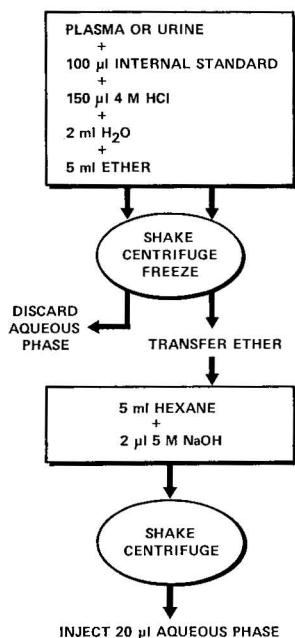 PLASMA OR URINE
+
100 µl INTERNAL STANDARD
+
150 µl 4 M HCl
+
2 ml H₂O
+
5 ml ETHER
SHAKE
CENTRIFUGE
FREEZE
DISCARD
AQUEOUS
PHASE
TRANSFER ETHER
5 ml HEXANE
+
2 µl 5 M NaOH
SHAKE
CENTRIFUGE
INJECT 20 µl AQUEOUS PHASE